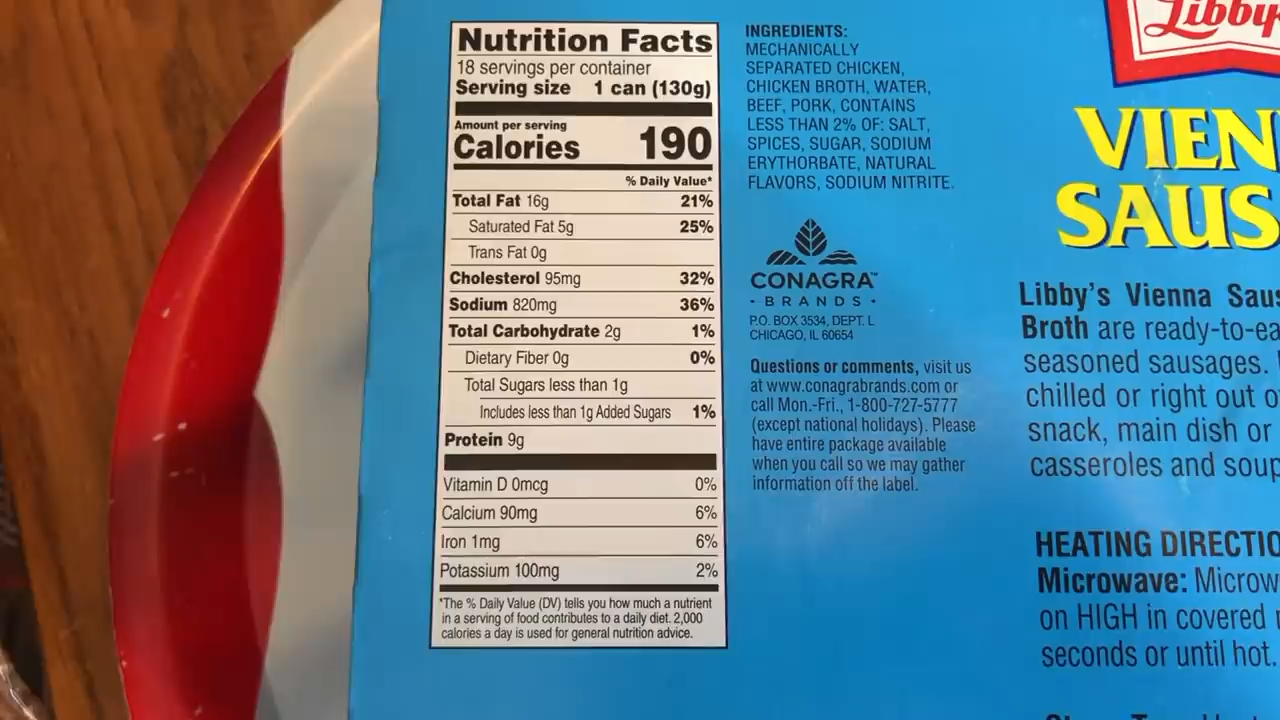 Nutrition Facts
18 servings per container
Serving size 1 can (130g)
Amount per serving
Calories 190
% Daily Value*
Total Fat 16g 21%
Saturated Fat 5g 25%
Trans Fat 0g
Cholesterol 95mg 32%
Sodium 820mg 36%
Total Carbohydrate 2g 1%
Dietary Fiber 0g 0%
Total Sugars less than 1g
Includes less than 1g Added Sugars 1%
Protein 9g
Vitamin D 0mcg 0%
Calcium 90mg 6%
Iron 1mg 6%
Potassium 100mg 2%
*The % Daily Value (DV) tells you how much a nutrient
in a serving of food contributes to a daily diet. 2,000
calories a day is used for general nutrition advice.
INGREDIENTS:
MECHANICALLY
SEPARATED CHICKEN,
CHICKEN BROTH, WATER,
BEEF, PORK, CONTAINS
LESS THAN 2% OF: SALT,
SPICES, SUGAR, SODIUM
ERYTHORBATE, NATURAL
FLAVORS, SODIUM NITRITE.
CONAGRA™
• BRANDS •
P.O. BOX 3534, DEPT. L
CHICAGO, IL 60654
Questions or comments, visit us
at www.conagrabrands.com or
call Mon.-Fri., 1-800-727-5777
(except national holidays). Please
have entire package available
when you call so we may gather
information off the label.
Libby's
VIEN
SAUS
Libby's Vienna Saus
Broth are ready-to-ea
seasoned sausages.
chilled or right out o
snack, main dish or
casseroles and soup
HEATING DIRECTIO
Microwave: Microw
on HIGH in covered
seconds or until hot.